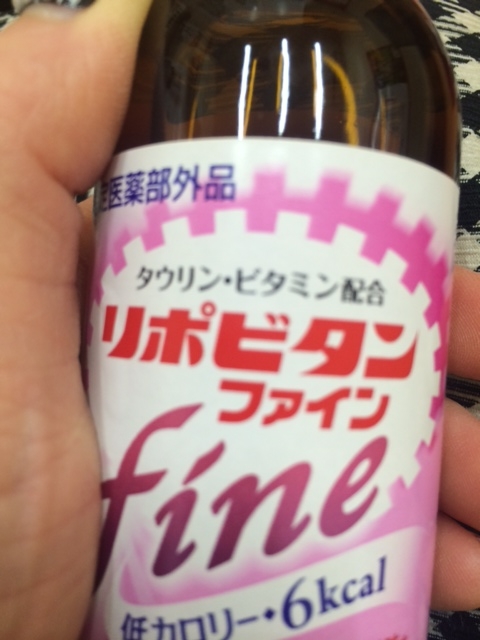 医薬部外品
タウリン・ビタミン配合
リポビタン
ファイン
fine
低カロリー・6kcal